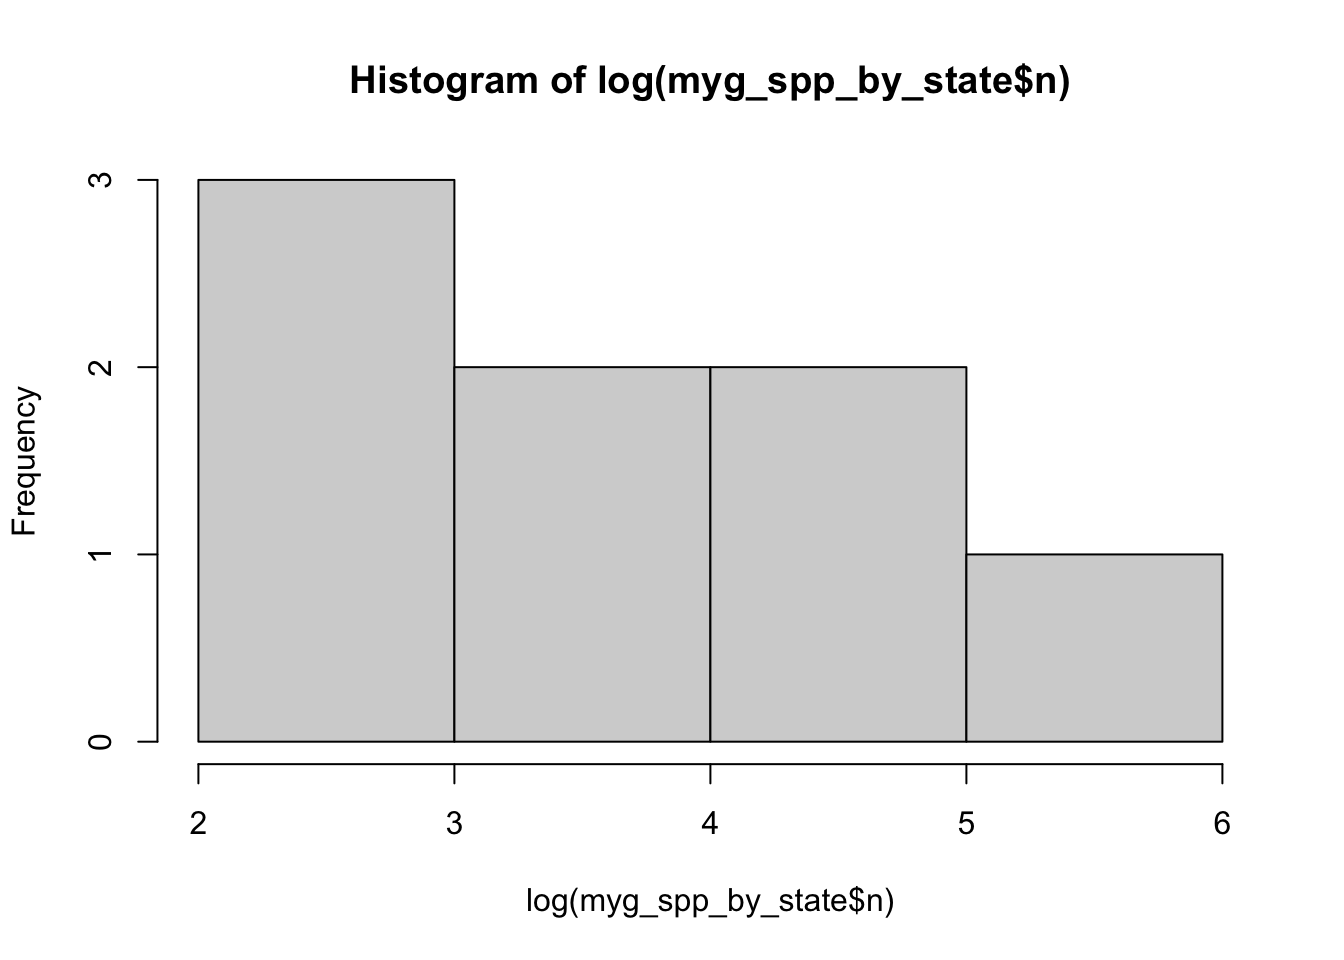 Histogram of log(myg_spp_by_state$n)
3
2
1
0
Frequency
2 3 4 5 6
log(myg_spp_by_state$n)